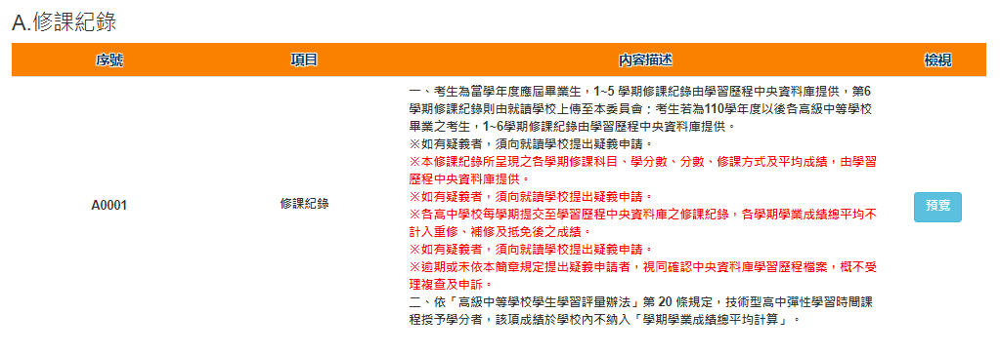 A.修課紀錄
序號 項目 內容描述 檢視
一、考生為當學年度應屆畢業生，1~5 學期修課紀錄由學習歷程中央資料庫提供，第6
學期修課紀錄則由就讀學校上傳至本委員會；考生若為110學年度以後各高級中等學校
畢業之考生，1~6學期修課紀錄由學習歷程中央資料庫提供。
※如有疑義者，須向就讀學校提出疑義申請。
※本修課紀錄所呈現之各學期修課科目、學分數、分數、修課方式及平均成績，由學習
歷程中央資料庫提供。
※如有疑義者，須向就讀學校提出疑義申請。
A0001 修課紀錄 預覽
※各高中學校每學期提交至學習歷程中央資料庫之修課紀錄，各學期學業成績總平均不
計入重修、補修及抵免後之成績。
※如有疑義者，須向就讀學校提出疑義申請。
※逾期或未依本簡章規定提出疑義申請者，視同確認中央資料庫學習歷程檔案，概不受
理複查及申訴。
二、依「高級中等學校學生學習評量辦法」第 20 條規定，技術型高中彈性學習時間課
程授予學分者，該項成績於學校內不納入「學期學業成績總平均計算」。